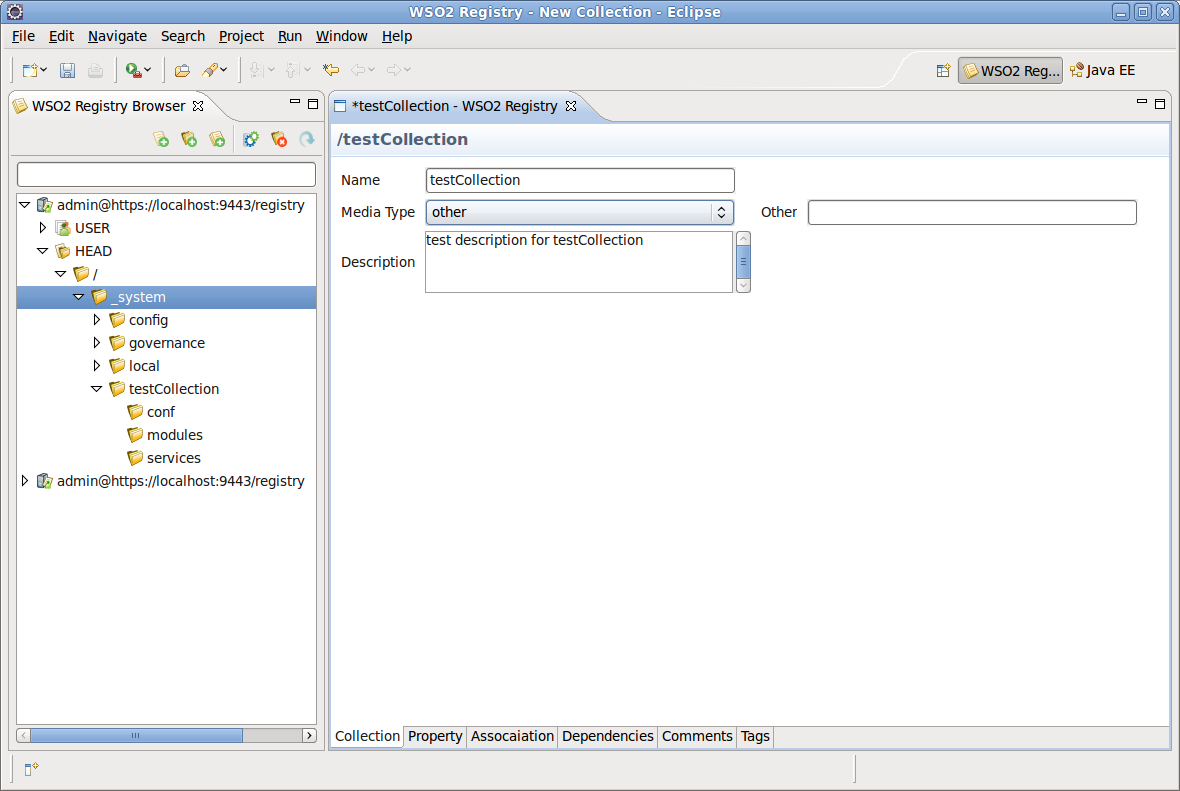 WSO2 Registry - New Collection - Eclipse
File Edit Navigate Search Project Run Window Help
WSO2 Reg... Java EE
WSO2 Registry Browser
*testCollection - WSO2 Registry
/testCollection
Name testCollection
Media Type other Other
Description test description for testCollection
admin@https://localhost:9443/registry
USER
HEAD
/
_system
config
governance
local
testCollection
conf
modules
services
admin@https://localhost:9443/registry
Collection Property Assocaiation Dependencies Comments Tags